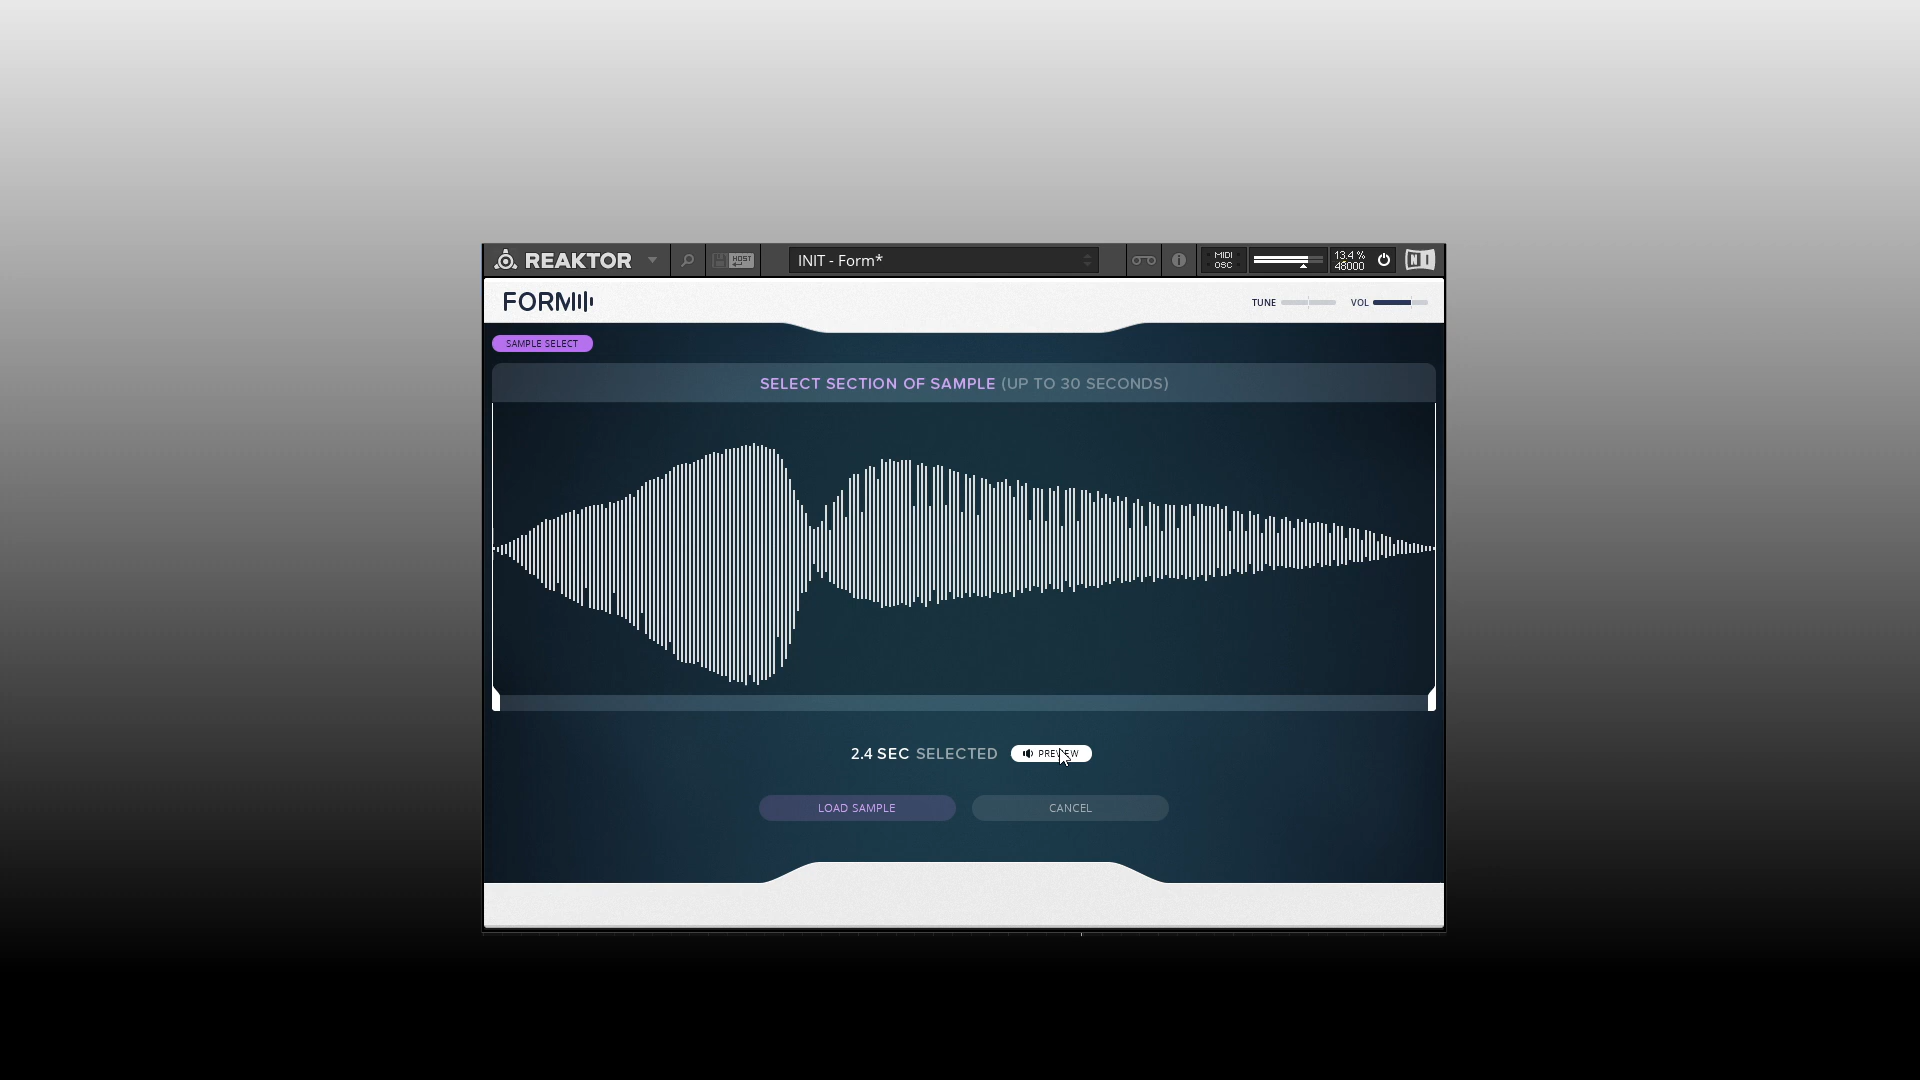 REAKTOR
HOST
INIT - Form*
MIDI
OSC
13.4 %
48000
NI
FORM
TUNE
VOL
SAMPLE SELECT
SELECT SECTION OF SAMPLE (UP TO 30 SECONDS)
2.4 SEC SELECTED
PREVIEW
LOAD SAMPLE
CANCEL